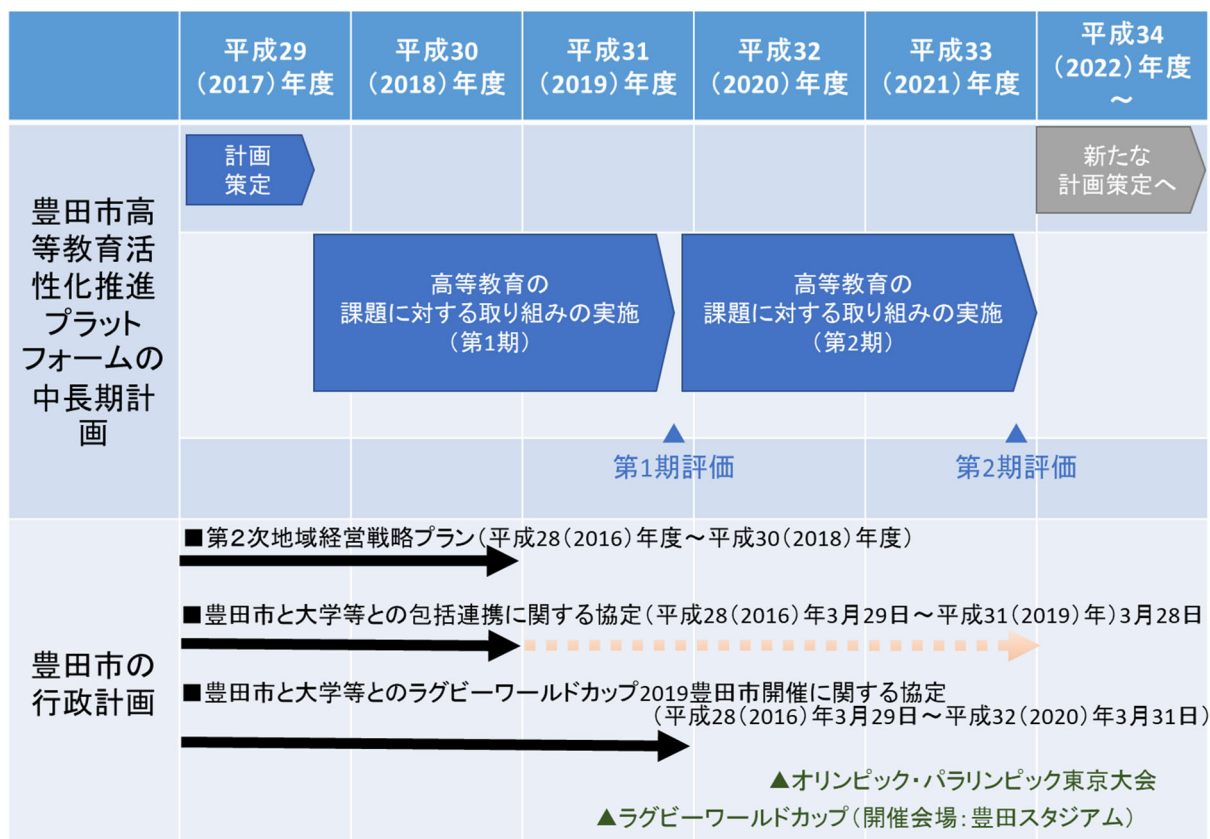 平成29
(2017)年度
平成30
(2018)年度
平成31
(2019)年度
平成32
(2020)年度
平成33
(2021)年度
平成34
(2022)年度
~
豊田市高
等教育活
性化推進
プラット
フォームの
中長期計
画
計画
策定
新たな
計画策定へ
高等教育の
課題に対する取り組みの実施
(第1期)
高等教育の
課題に対する取り組みの実施
(第2期)
▲
第1期評価
▲
第2期評価
豊田市の
行政計画
■第2次地域経営戦略プラン(平成28(2016)年度~平成30(2018)年度)
■豊田市と大学等との包括連携に関する協定(平成28(2016)年3月29日~平成31(2019)年)3月28日
■豊田市と大学等とのラグビーワールドカップ2019豊田市開催に関する協定
(平成28(2016)年3月29日~平成32(2020)年3月31日)
▲オリンピック・パラリンピック東京大会
▲ラグビーワールドカップ(開催会場:豊田スタジアム)